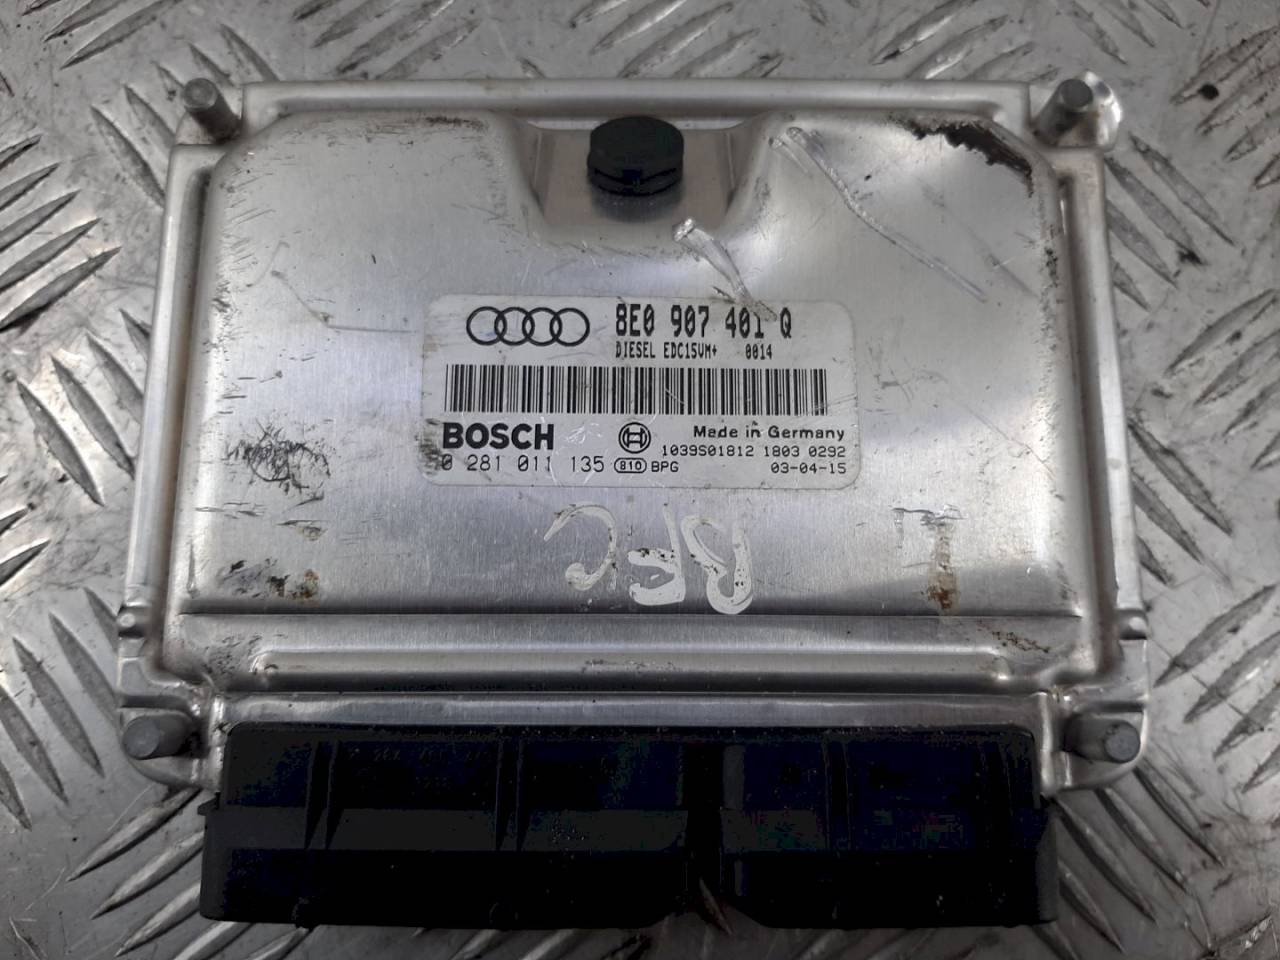 8E0 907 401 Q
DIESEL EDC15VM+ 0014
BOSCH
Made in Germany
1039S01812 1803 0292
0 281 011 135 810 BPG 03-04-15
BFC